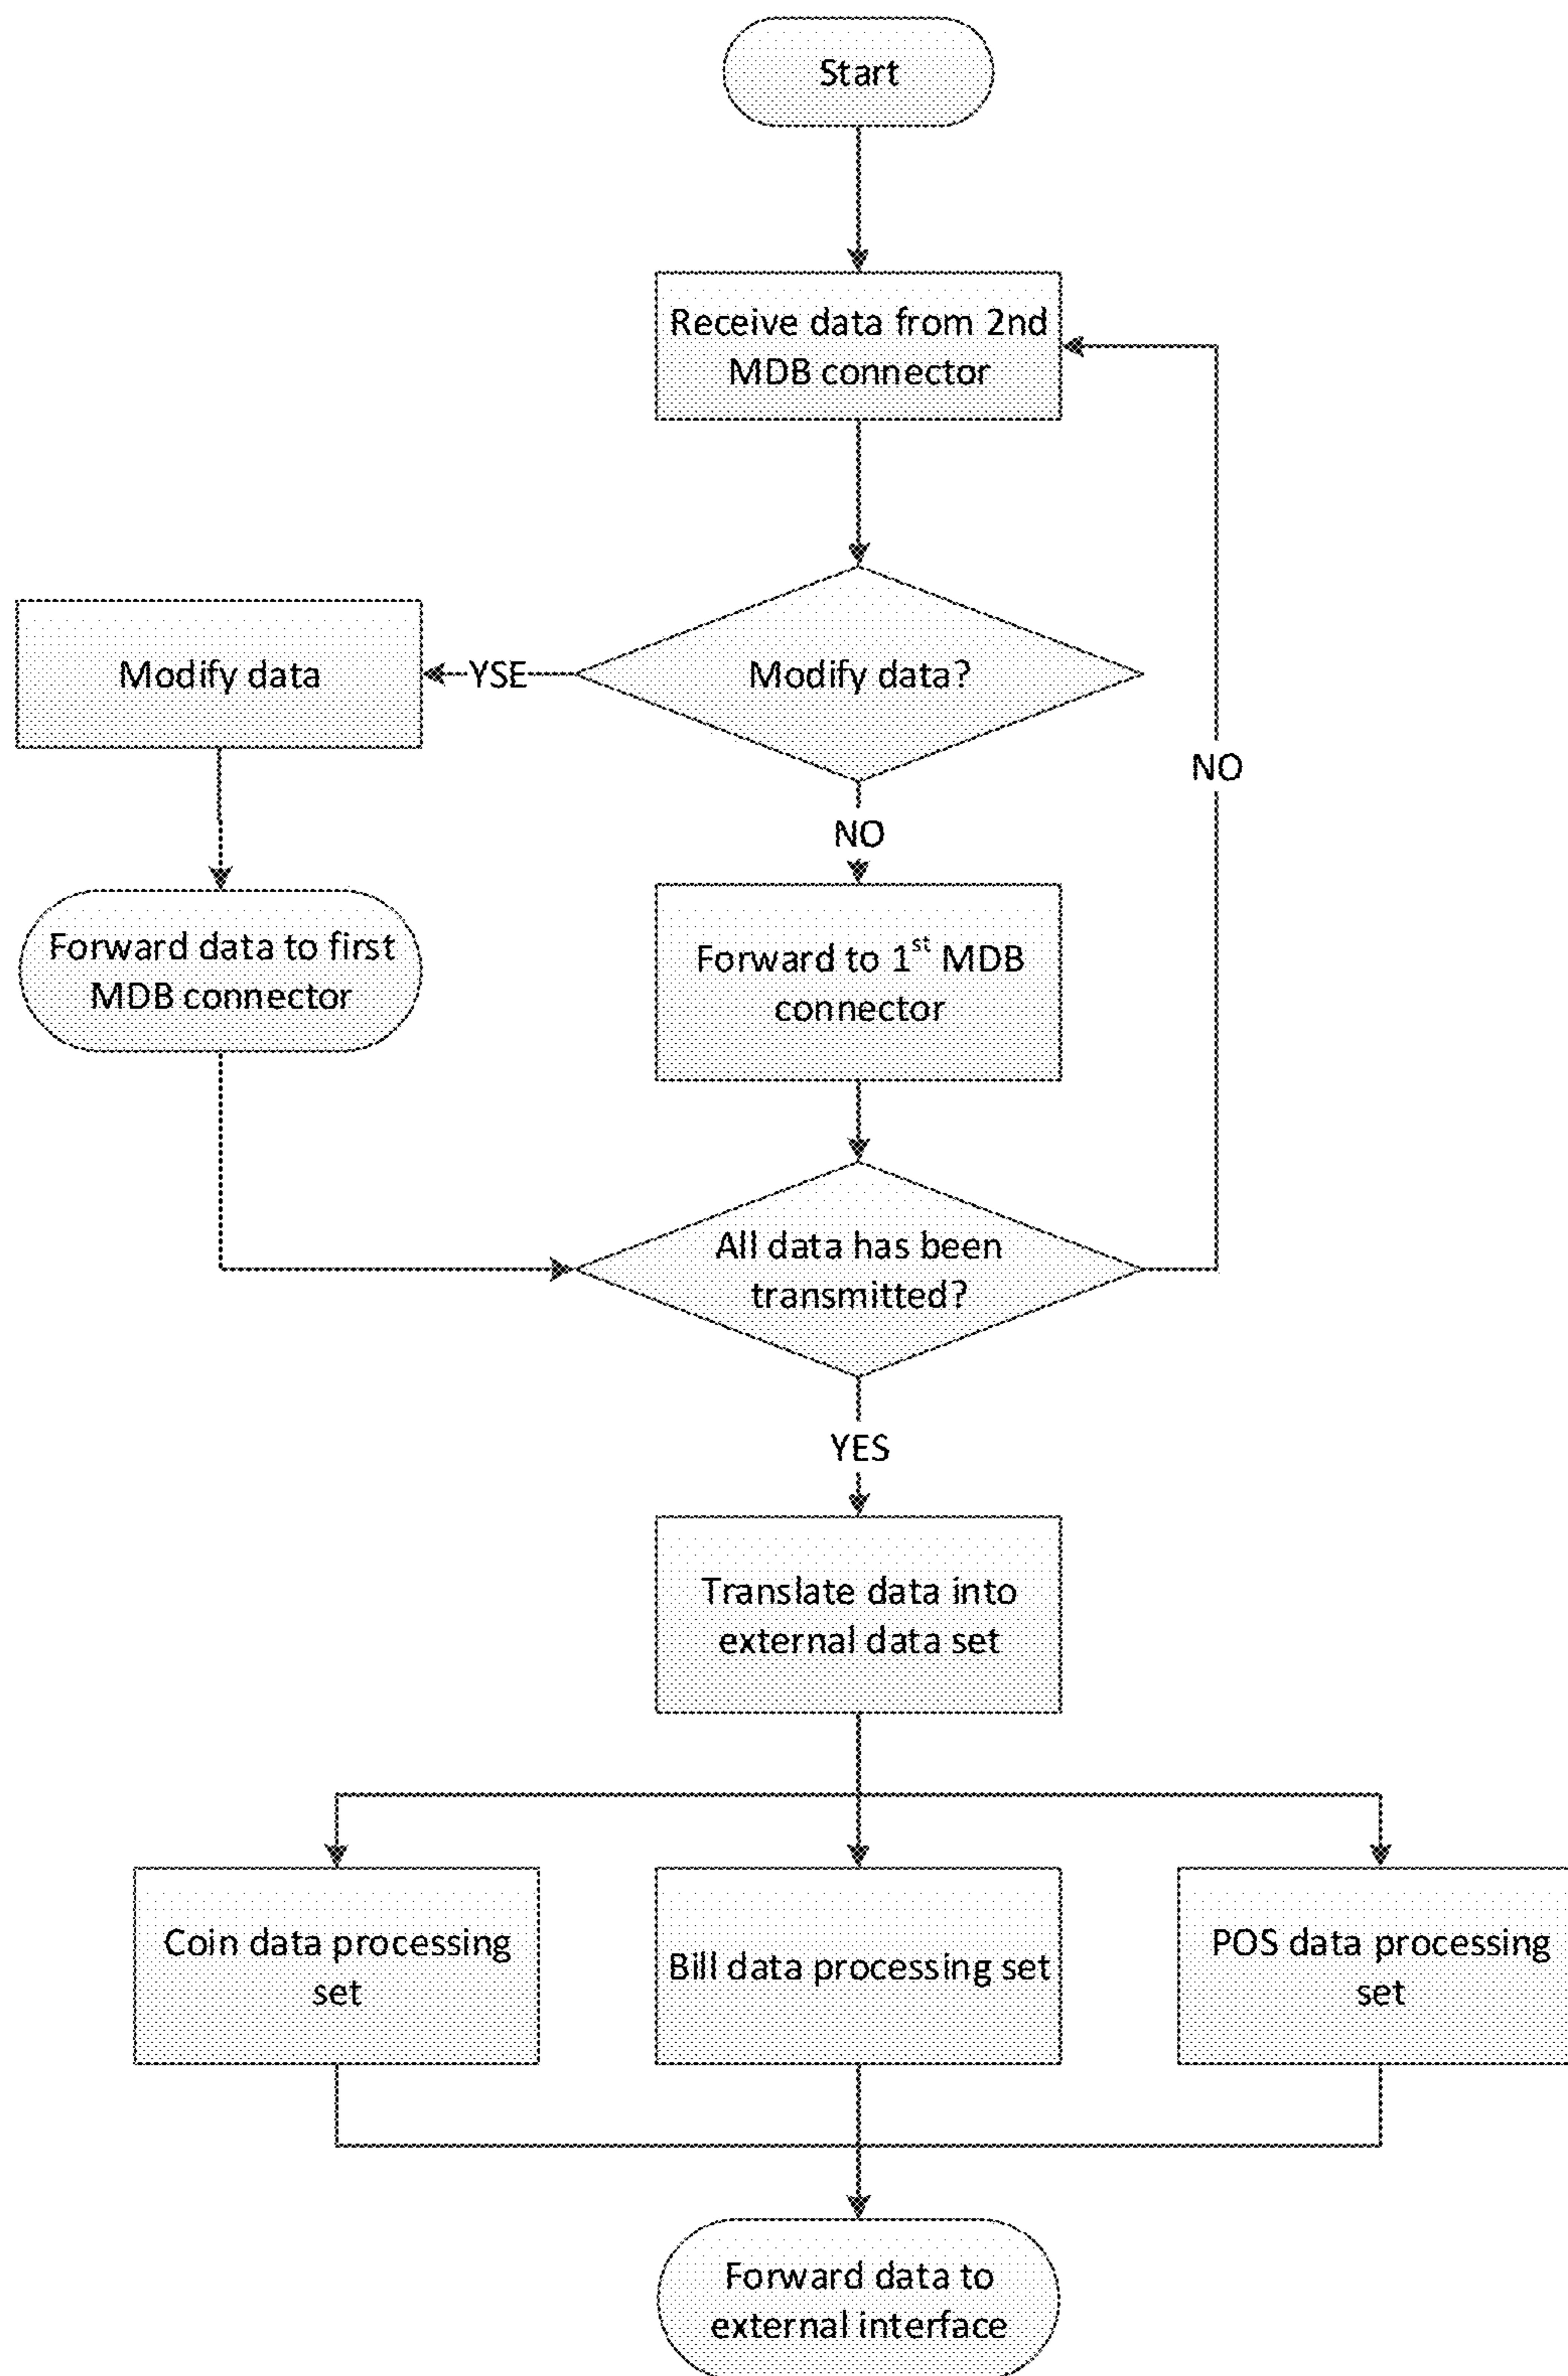 Start
Receive data from 2nd
MDB connector
Modify data
YSE
Modify data?
NO
NO
Forward data to first
MDB connector
Forward to 1st MDB
connector
All data has been
transmitted?
YES
Translate data into
external data set
Coin data processing
set
Bill data processing set
POS data processing
set
Forward data to
external interface